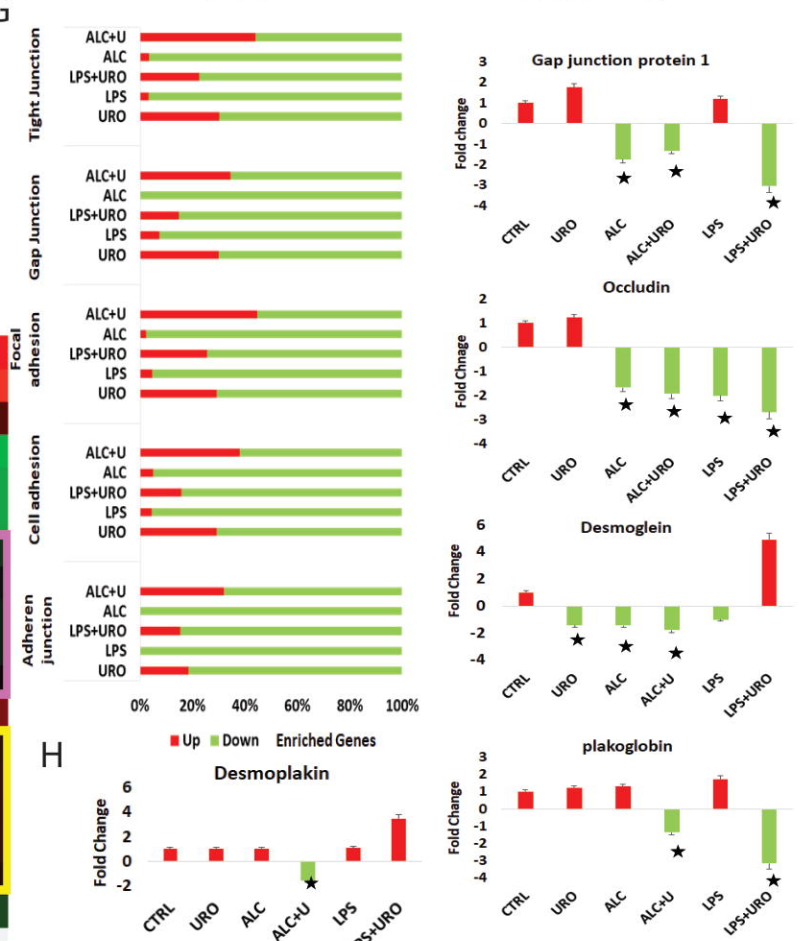 G
Tight Junction
ALC+U
ALC
LPS+URO
LPS
URO
Gap Junction
ALC+U
ALC
LPS+URO
LPS
URO
Focal
adhesion
ALC+U
ALC
LPS+URO
LPS
URO
Cell adhesion
ALC+U
ALC
LPS+URO
LPS
URO
Adheren
junction
ALC+U
ALC
LPS+URO
LPS
URO
0% 20% 40% 60% 80% 100%
Up Down Enriched Genes
H
Desmoplakin
Fold Change
6
4
2
0
-2
CTRL URO ALC ALC+U LPS LPS+URO
Gap junction protein 1
Fold change
3
2
1
0
-1
-2
-3
-4
CTRL URO ALC ALC+URO LPS LPS+URO
Occludin
Fold Chnage
2
1
0
-1
-2
-3
-4
CTRL URO ALC ALC+URO LPS LPS+URO
Desmoglein
Fold Change
6
4
2
0
-2
-4
CTRL URO ALC ALC+U LPS LPS+URO
plakoglobin
Fold Change
3
2
1
0
-1
-2
-3
-4
CTRL URO ALC ALC+U LPS LPS+URO